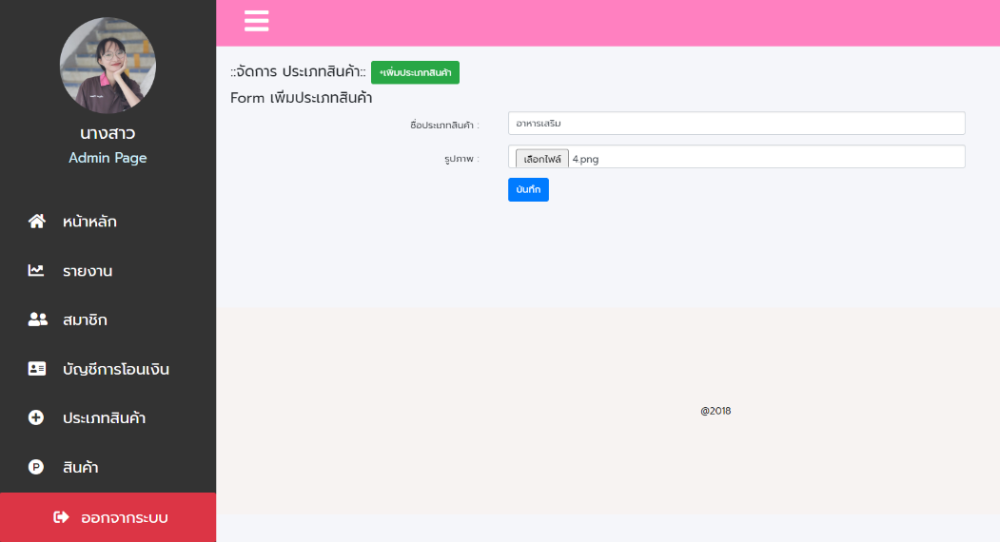 นางสาว
Admin Page
หน้าหลัก
รายงาน
สมาชิก
บัญชีการโอนเงิน
ประเภทสินค้า
สินค้า
ออกจากระบบ
::จัดการ ประเภทสินค้า:: +เพิ่มประเภทสินค้า
Form เพิ่มประเภทสินค้า
ชื่อประเภทสินค้า : อาหารเสริม
รูปภาพ : เลือกไฟล์ 4.png
บันทึก
@2018